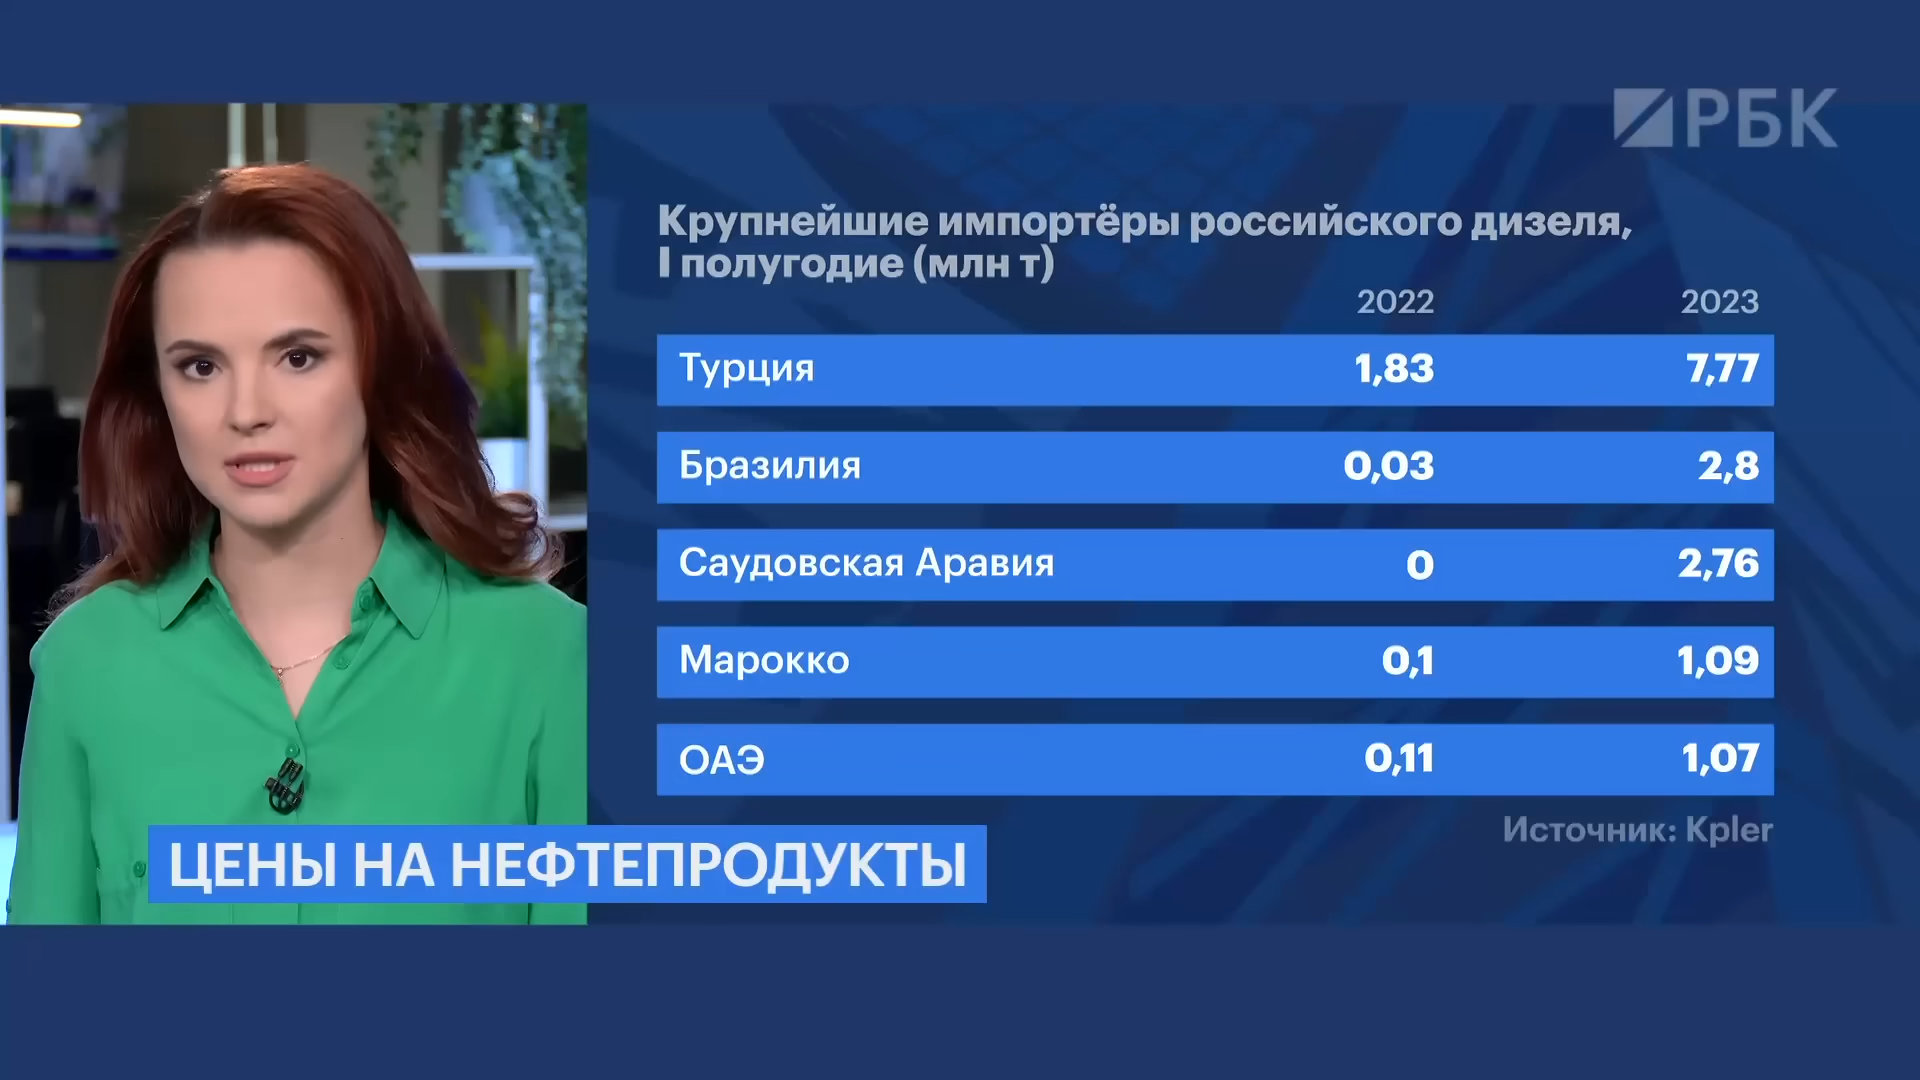 РБК
Крупнейшие импортёры российского дизеля,
I полугодие (млн т)
2022 2023
Турция 1,83 7,77
Бразилия 0,03 2,8
Саудовская Аравия 0 2,76
Марокко 0,1 1,09
ОАЭ 0,11 1,07
Источник: Kpler
ЦЕНЫ НА НЕФТЕПРОДУКТЫ